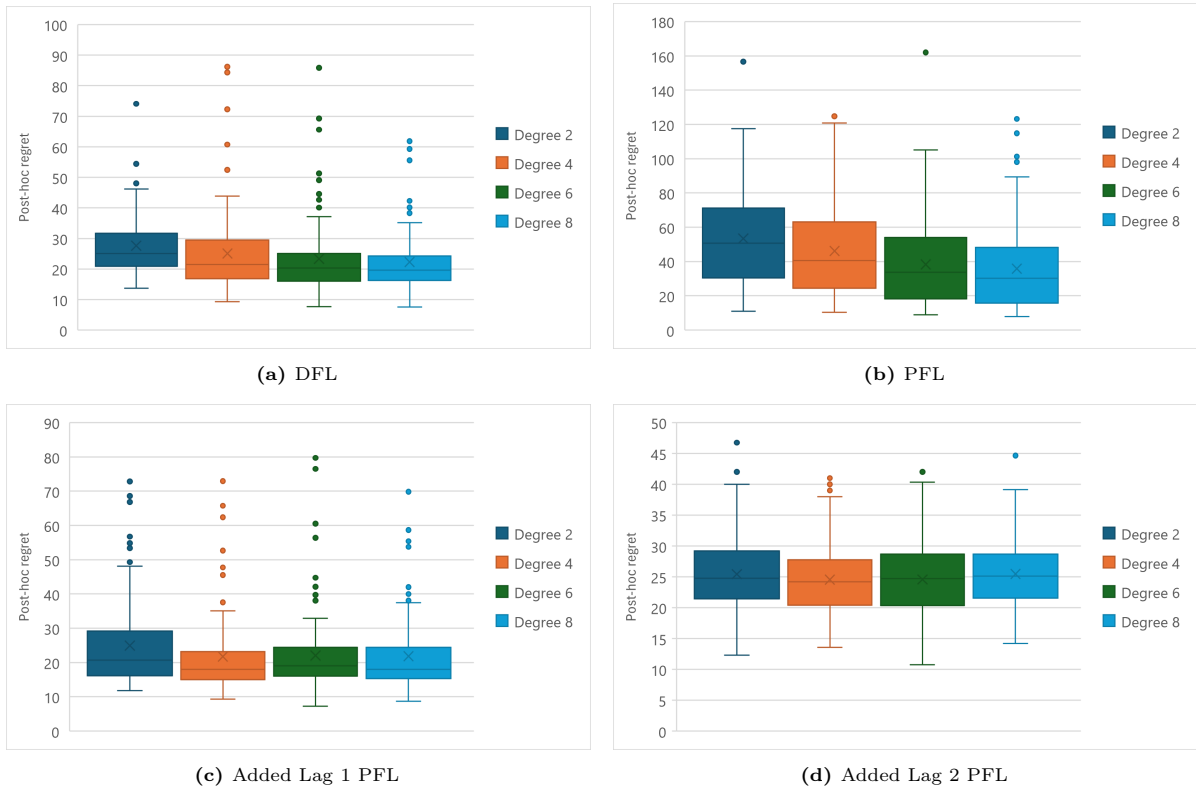 100
90
80
70
60
50
40
30
20
10
0
Post-hoc regret
Degree 2
Degree 4
Degree 6
Degree 8
(a) DFL
180
160
140
120
100
80
60
40
20
0
Post-hoc regret
Degree 2
Degree 4
Degree 6
Degree 8
(b) PFL
90
80
70
60
50
40
30
20
10
0
Post-hoc regret
Degree 2
Degree 4
Degree 6
Degree 8
(c) Added Lag 1 PFL
50
45
40
35
30
25
20
15
10
5
0
Post-hoc regret
Degree 2
Degree 4
Degree 6
Degree 8
(d) Added Lag 2 PFL